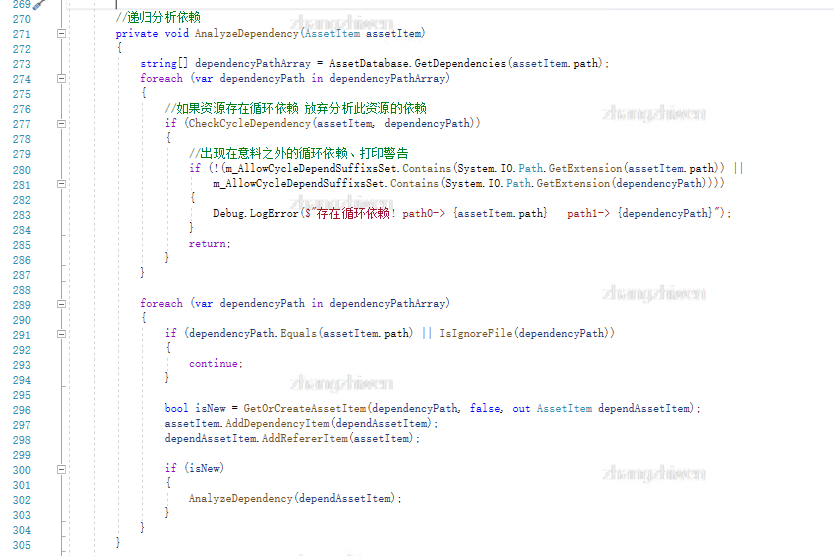 269
270 //递归分析依赖
271 private void AnalyzeDependency(AssetItem assetItem)
272 {
273 string[] dependencyPathArray = AssetDatabase.GetDependencies(assetItem.path);
274 foreach (var dependencyPath in dependencyPathArray)
275 {
276 //如果资源存在循环依赖 放弃分析此资源的依赖
277 if (CheckCycleDependency(assetItem, dependencyPath))
278 {
279 //出现在意料之外的循环依赖、打印警告
280 if (!(m_AllowCycleDependSuffixsSet.Contains(System.IO.Path.GetExtension(assetItem.path)) ||
281 m_AllowCycleDependSuffixsSet.Contains(System.IO.Path.GetExtension(dependencyPath))))
282 {
283 Debug.LogError($"存在循环依赖! path0-> {assetItem.path}   path1-> {dependencyPath}");
284 }
285 return;
286 }
287 }
288
289 foreach (var dependencyPath in dependencyPathArray)
290 {
291 if (dependencyPath.Equals(assetItem.path) || IsIgnoreFile(dependencyPath))
292 {
293 continue;
294 }
295
296 bool isNew = GetOrCreateAssetItem(dependencyPath, false, out AssetItem dependAssetItem);
297 assetItem.AddDependencyItem(dependAssetItem);
298 dependAssetItem.AddRefererItem(assetItem);
299
300 if (isNew)
301 {
302 AnalyzeDependency(dependAssetItem);
303 }
304 }
305 }
zhangzhiwen
zhangzhiwen
zhangzhiwen
zhangzhiwen
zhangzhiwen
zhangzhiwen